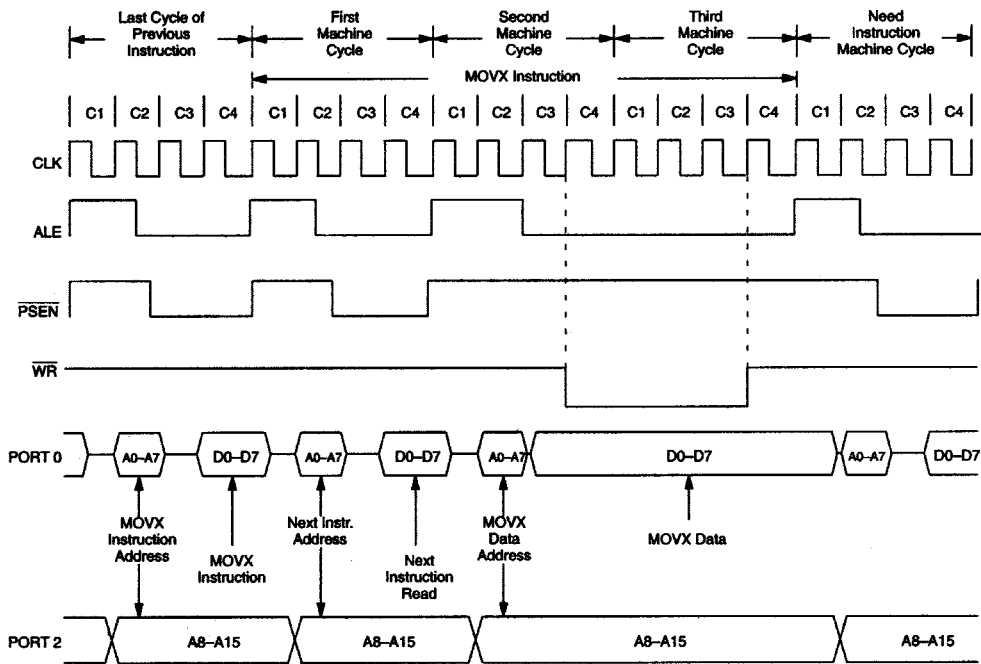 Last Cycle of
Previous
Instruction
First
Machine
Cycle
Second
Machine
Cycle
Third
Machine
Cycle
Need
Instruction
Machine Cycle
MOVX Instruction
C1 C2 C3 C4 C1 C2 C3 C4 C1 C2 C3 C4 C1 C2 C3 C4 C1 C2 C3 C4
CLK
ALE
PSEN
WR
PORT 0
A0–A7 D0–D7 A0–A7 D0–D7 A0–A7 D0–D7 A0–A7 D0–D7
MOVX
Instruction
Address
MOVX
Instruction
Next Instr.
Address
Next
Instruction
Read
MOVX
Data
Address
MOVX Data
PORT 2
A8–A15 A8–A15 A8–A15 A8–A15